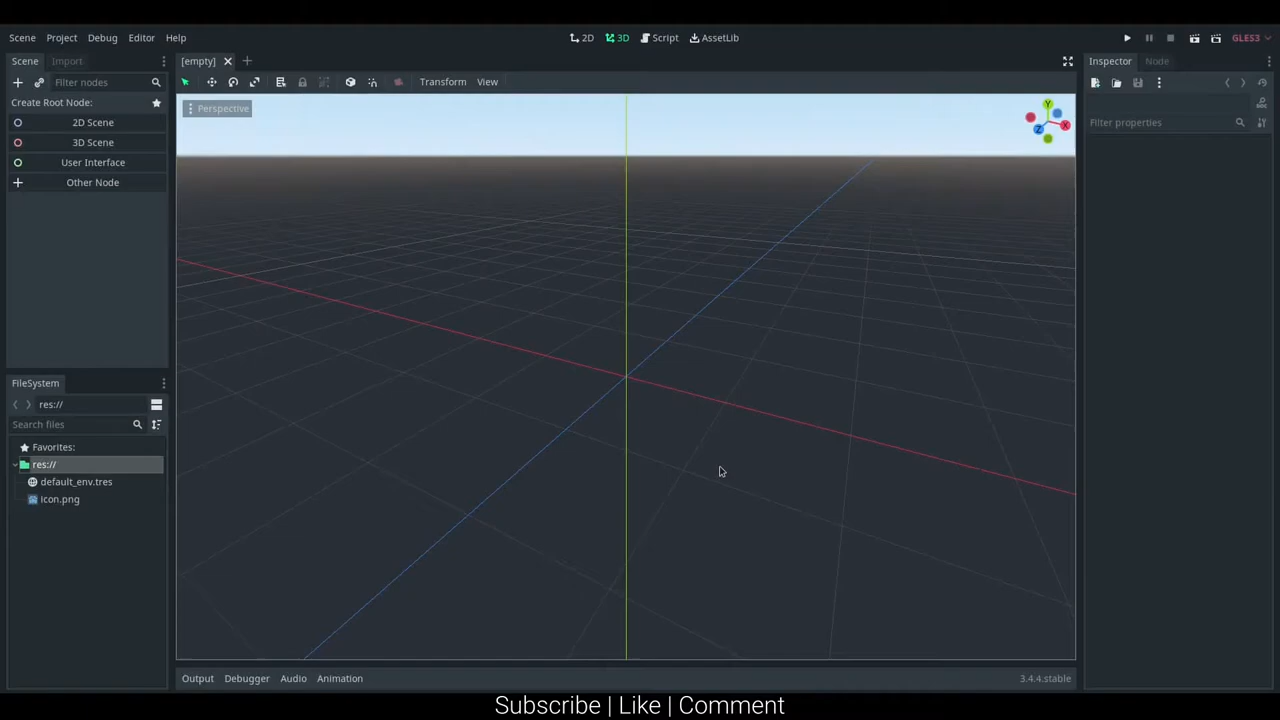 Scene Project Debug Editor Help
2D 3D Script AssetLib
GLES3
Scene Import
[empty]
Inspector Node
Filter nodes
Transform View
Create Root Node:
Perspective
Y
X
Z
DOC
Filter properties
2D Scene
3D Scene
User Interface
Other Node
FileSystem
res://
Search files
Favorites:
res://
default_env.tres
icon.png
Output Debugger Audio Animation
3.4.4.stable
Subscribe | Like | Comment